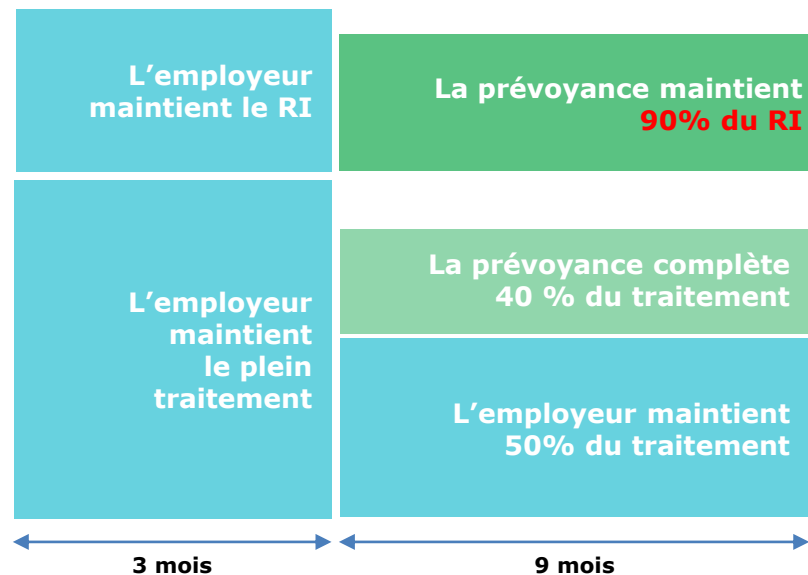 L’employeur
maintient le RI
La prévoyance maintient
90% du RI
L’employeur
maintient
le plein
traitement
La prévoyance complète
40 % du traitement
L’employeur maintient
50% du traitement
3 mois
9 mois